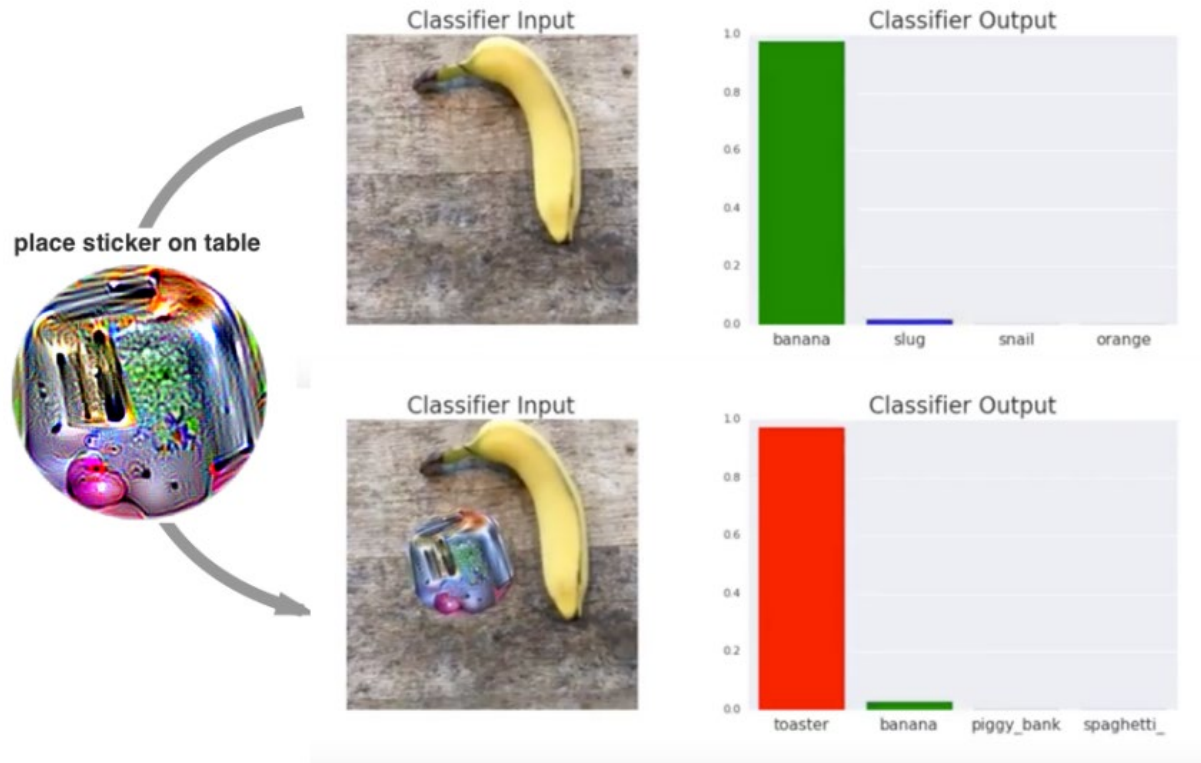 Classifier Input
Classifier Output
1.0
0.8
0.6
0.4
0.2
0.0
banana slug snail orange
place sticker on table
Classifier Input
Classifier Output
1.0
0.8
0.6
0.4
0.2
0.0
toaster banana piggy_bank spaghetti_